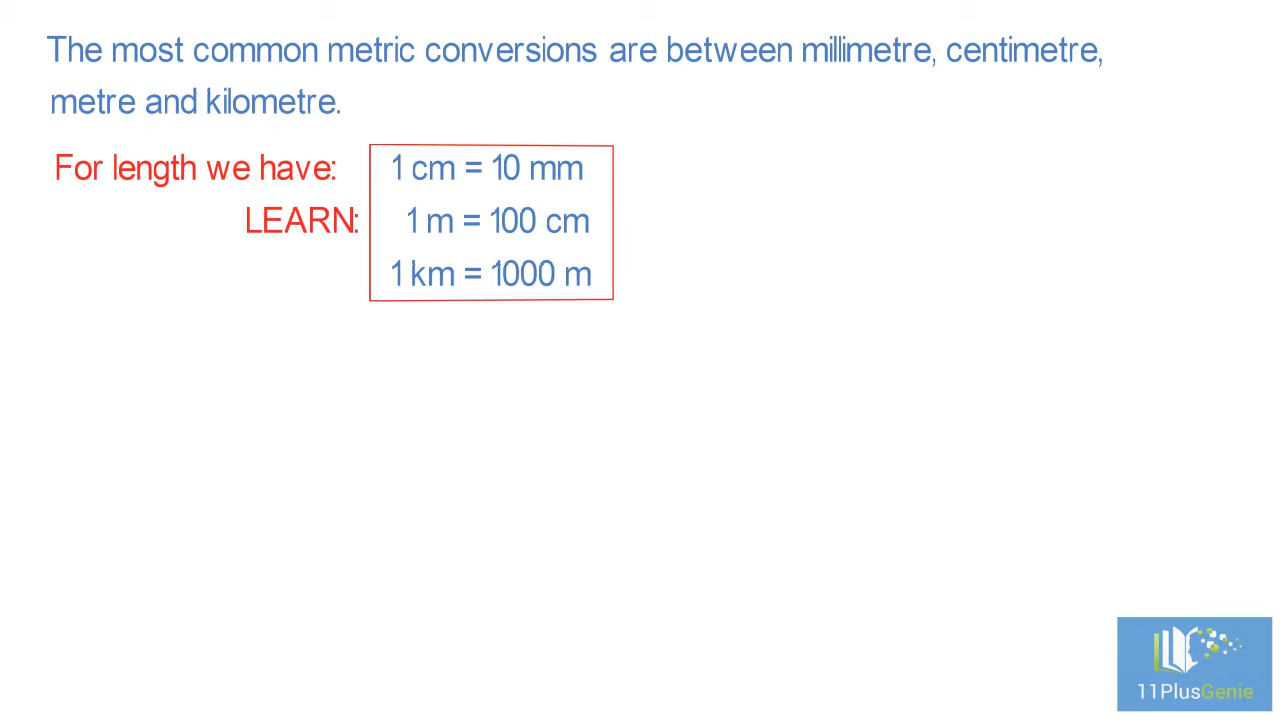 The most common metric conversions are between millimetre, centimetre,
metre and kilometre.
For length we have: 1 cm = 10 mm
LEARN: 1 m = 100 cm
1 km = 1000 m
11PlusGenie